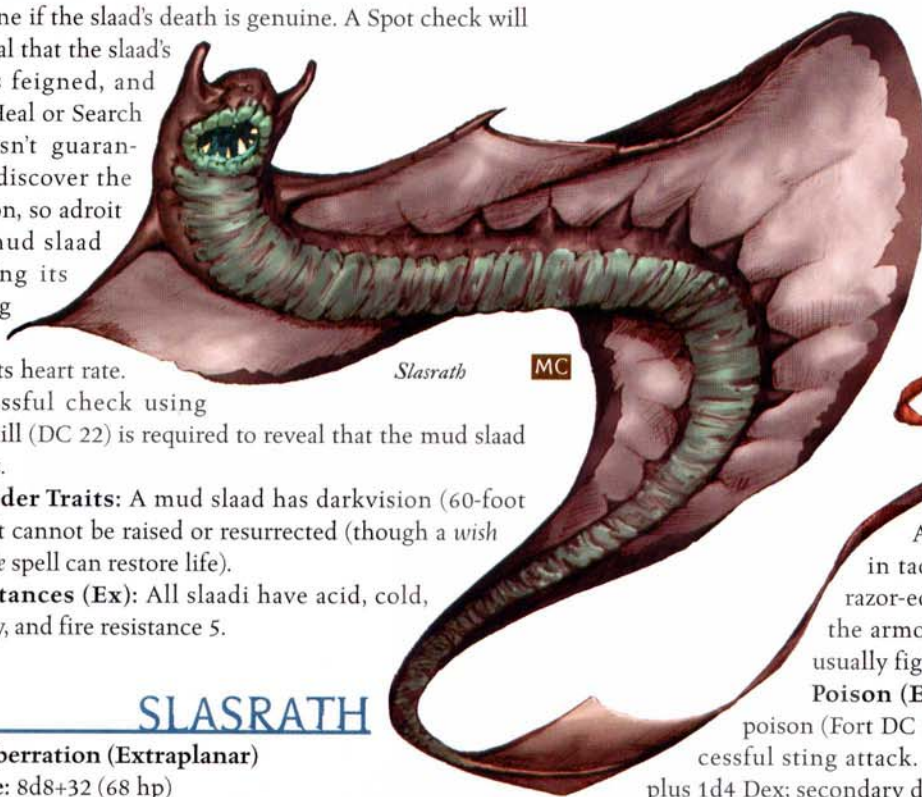 ne if the slaad's death is genuine. A Spot check will
al that the slaad's
feigned, and
Heal or Search
sn't guaran-
discover the
on, so adroit
mud slaad
ng its
g
ts heart rate.
ssful check using
ill (DC 22) is required to reveal that the mud slaad
der Traits: A mud slaad has darkvision (60-foot
t cannot be raised or resurrected (though a wish
e spell can restore life).
tances (Ex): All slaadi have acid, cold,
y, and fire resistance 5.
Slasrath
MC
SLASRATH
berration (Extraplanar)
e: 8d8+32 (68 hp)
A
in tac
razor-ed
the armo
usually fig
Poison (E
poison (Fort DC
cessful sting attack.
plus 1d4 Dex; secondary d